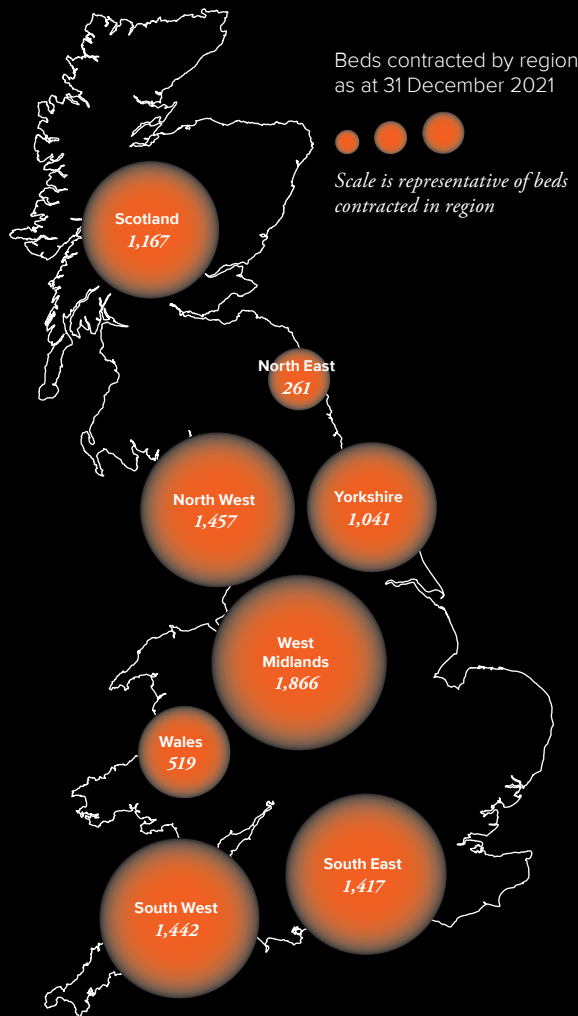 Beds contracted by region
as at 31 December 2021
Scale is representative of beds
contracted in region
Scotland
1,167
North East
261
North West
1,457
Yorkshire
1,041
West
Midlands
1,866
Wales
519
South East
1,417
South West
1,442